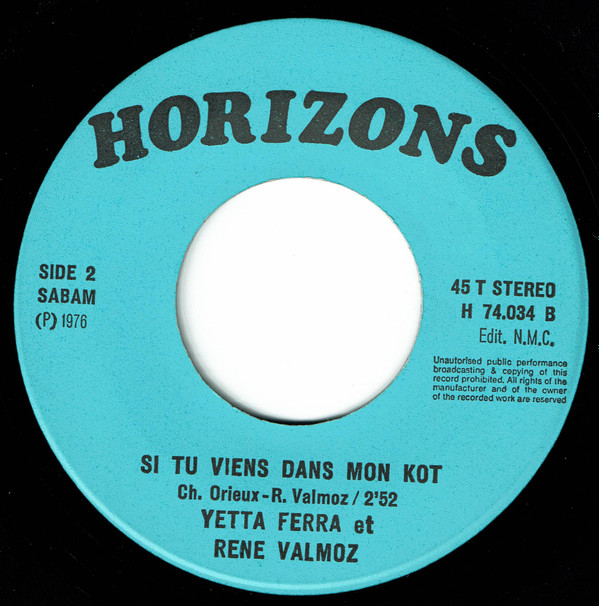 HORIZONS
SIDE 2
SABAM
(P) 1976
45 T STEREO
H 74.034 B
Edit. N.M.C.
Unautorised public performance
broadcasting & copying of this
record prohibited. All rights of the
manufacturer and of the owner
of the recorded work are reserved
SI TU VIENS DANS MON KOT
Ch. Orieux-R. Valmoz / 2'52
YETTA FERRA et
RENE VALMOZ